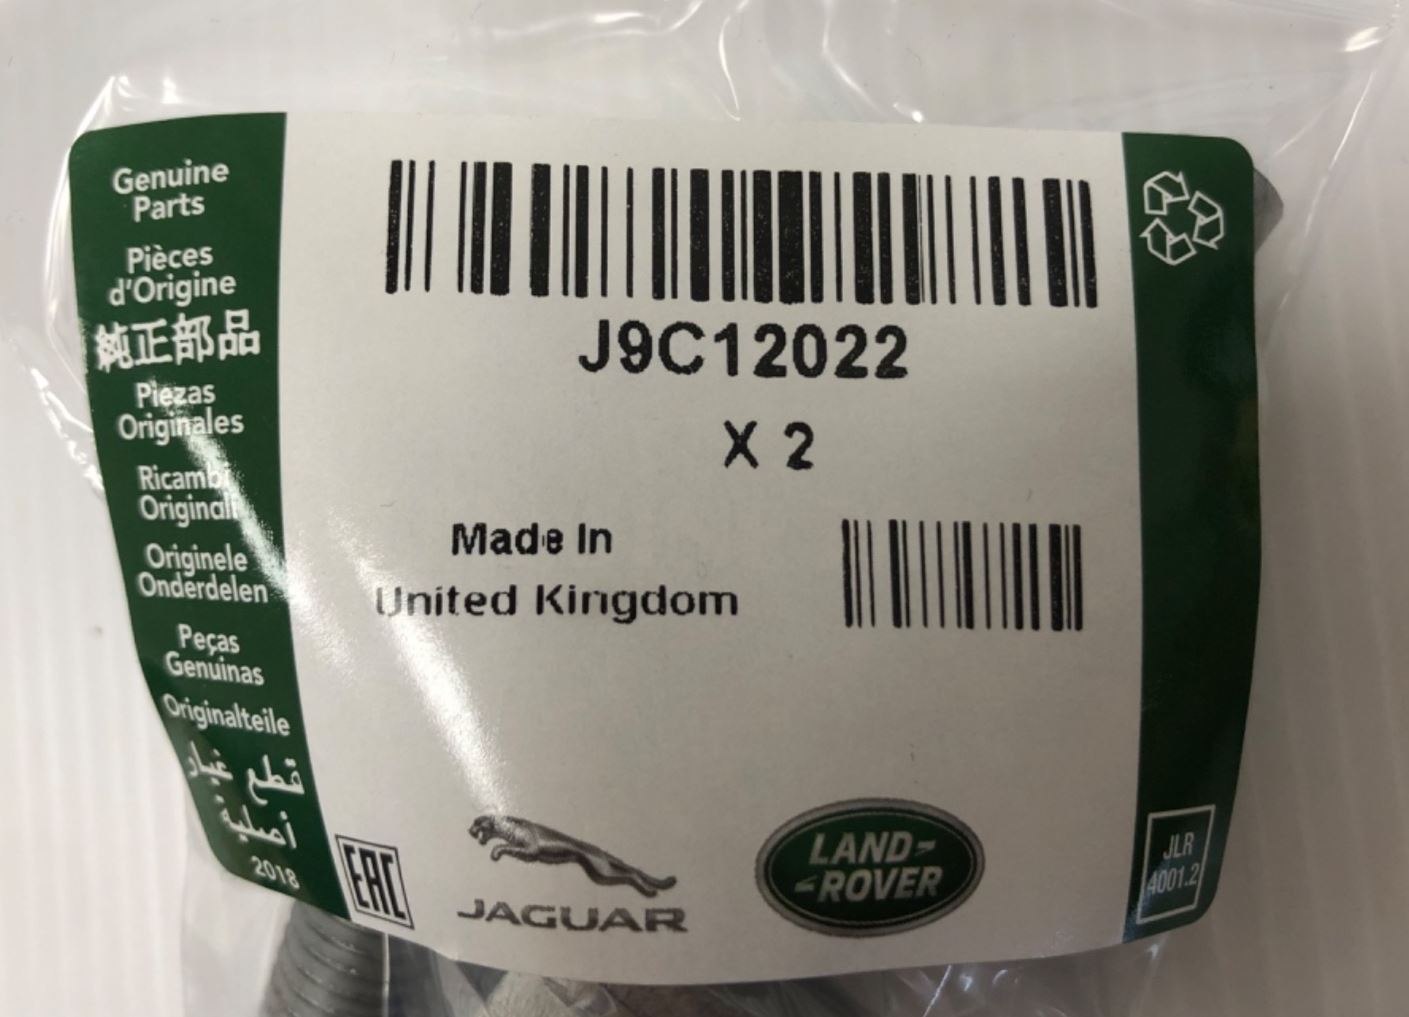 Genuine
Parts
Pièces
d'Origine
純正部品
Piezas
Originales
Ricambi
Originali
Originele
Onderdelen
Peças
Genuinas
Originalteile
قطع غيار
أصلية
2018
J9C12022
X 2
Made In
United Kingdom
EAC
JAGUAR
LAND-
-ROVER
JLR
4001.2